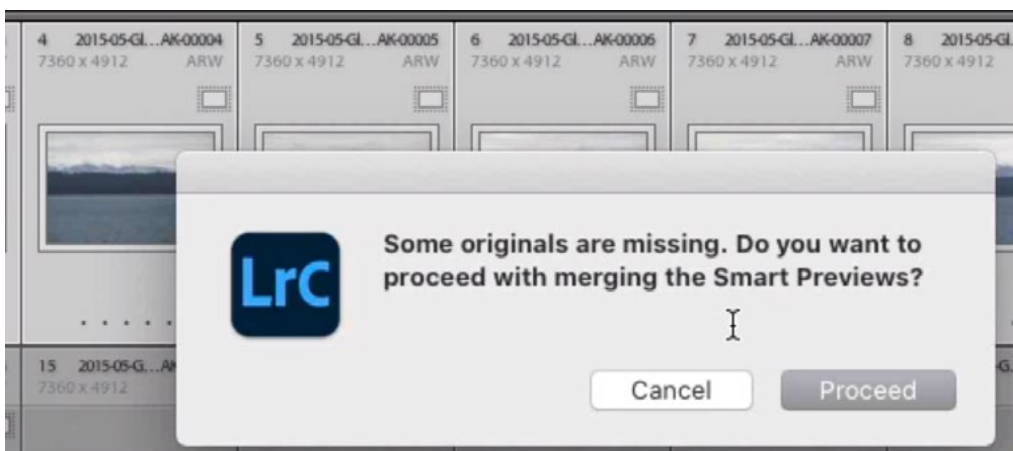 4 2015-05-Gl...AK-00004
7360 x 4912 ARW
5 2015-05-Gl...AK-00005
7360 x 4912 ARW
6 2015-05-Gl...AK-00006
7360 x 4912 ARW
7 2015-05-Gl...AK-00007
7360 x 4912 ARW
8 2015-05-Gl
7360 x 4912
LrC
Some originals are missing. Do you want to
proceed with merging the Smart Previews?
Cancel Proceed
15 2015-05-G...AK
7360 x 4912